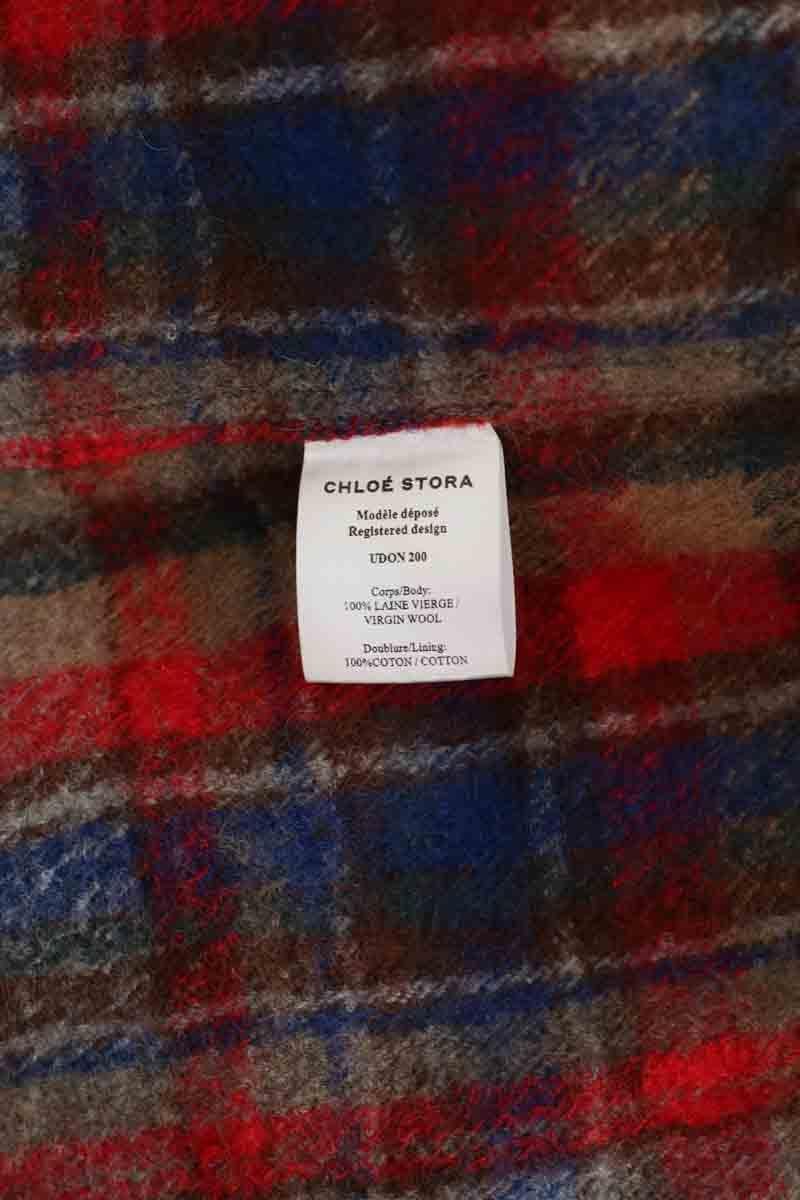 CHLOÉ STORA
Modèle déposé
Registered design
UDON 200
Corps/Body:
100% LAINE VIERGE /
VIRGIN WOOL
Doublure/Lining:
100%COTON / COTTON